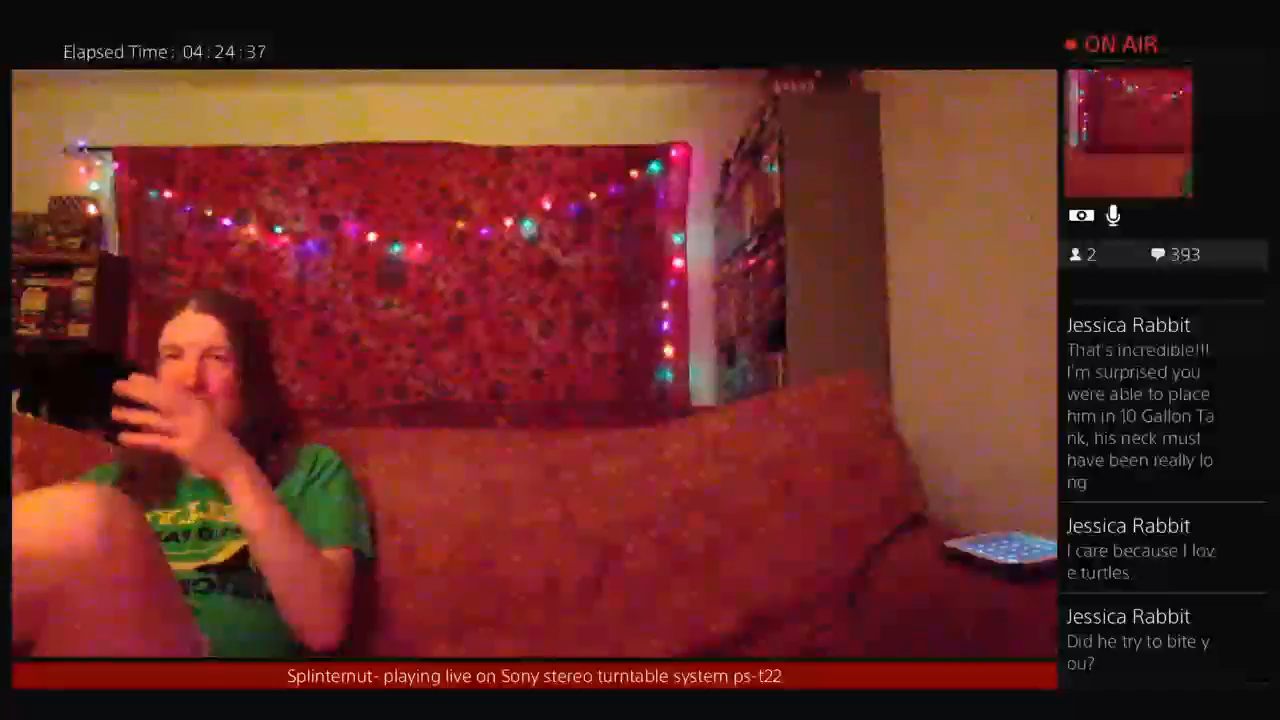 Elapsed Time: 04:24:37
ON AIR
2
393
Jessica Rabbit
That's incredible!!!
I'm surprised you
were able to place
him in 10 Gallon Ta
nk, his neck must
have been really lo
ng
Jessica Rabbit
I care because I lov
e turtles.
Jessica Rabbit
Did he try to bite y
ou?
Splinternut- playing live on Sony stereo turntable system ps-t22